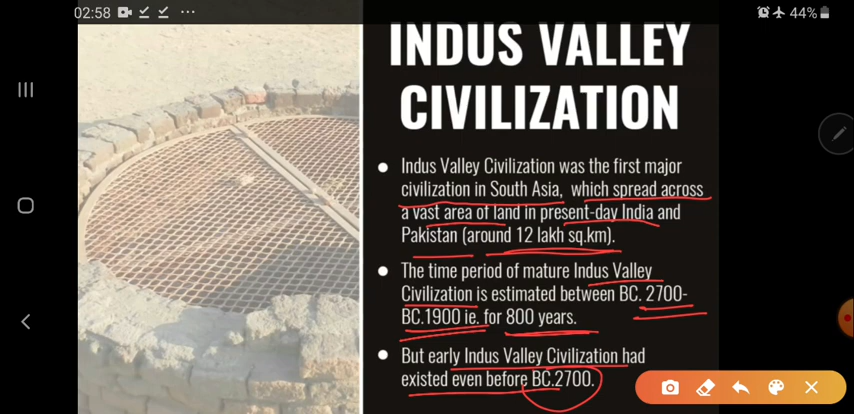 02:58
44%
INDUS VALLEY
CIVILIZATION
Indus Valley Civilization was the first major
civilization in South Asia, which spread across
a vast area of land in present-day India and
Pakistan (around 12 lakh sq.km).
The time period of mature Indus Valley
Civilization is estimated between BC. 2700-
BC.1900 ie. for 800 years.
But early Indus Valley Civilization had
existed even before BC.2700.